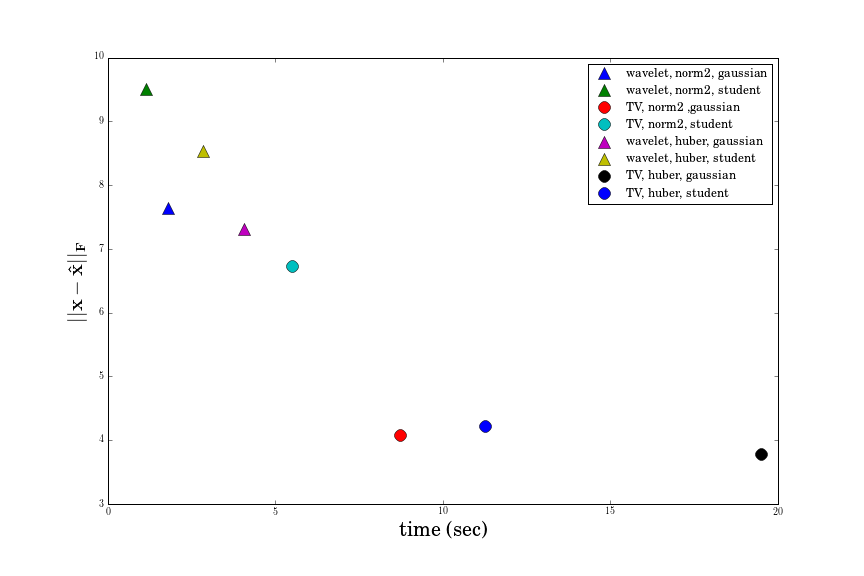 10
9
8
7
6
5
4
3
||x − x̂||F
0 5 10 15 20
time (sec)
wavelet, norm2, gaussian
wavelet, norm2, student
TV, norm2 ,gaussian
TV, norm2, student
wavelet, huber, gaussian
wavelet, huber, student
TV, huber, gaussian
TV, huber, student